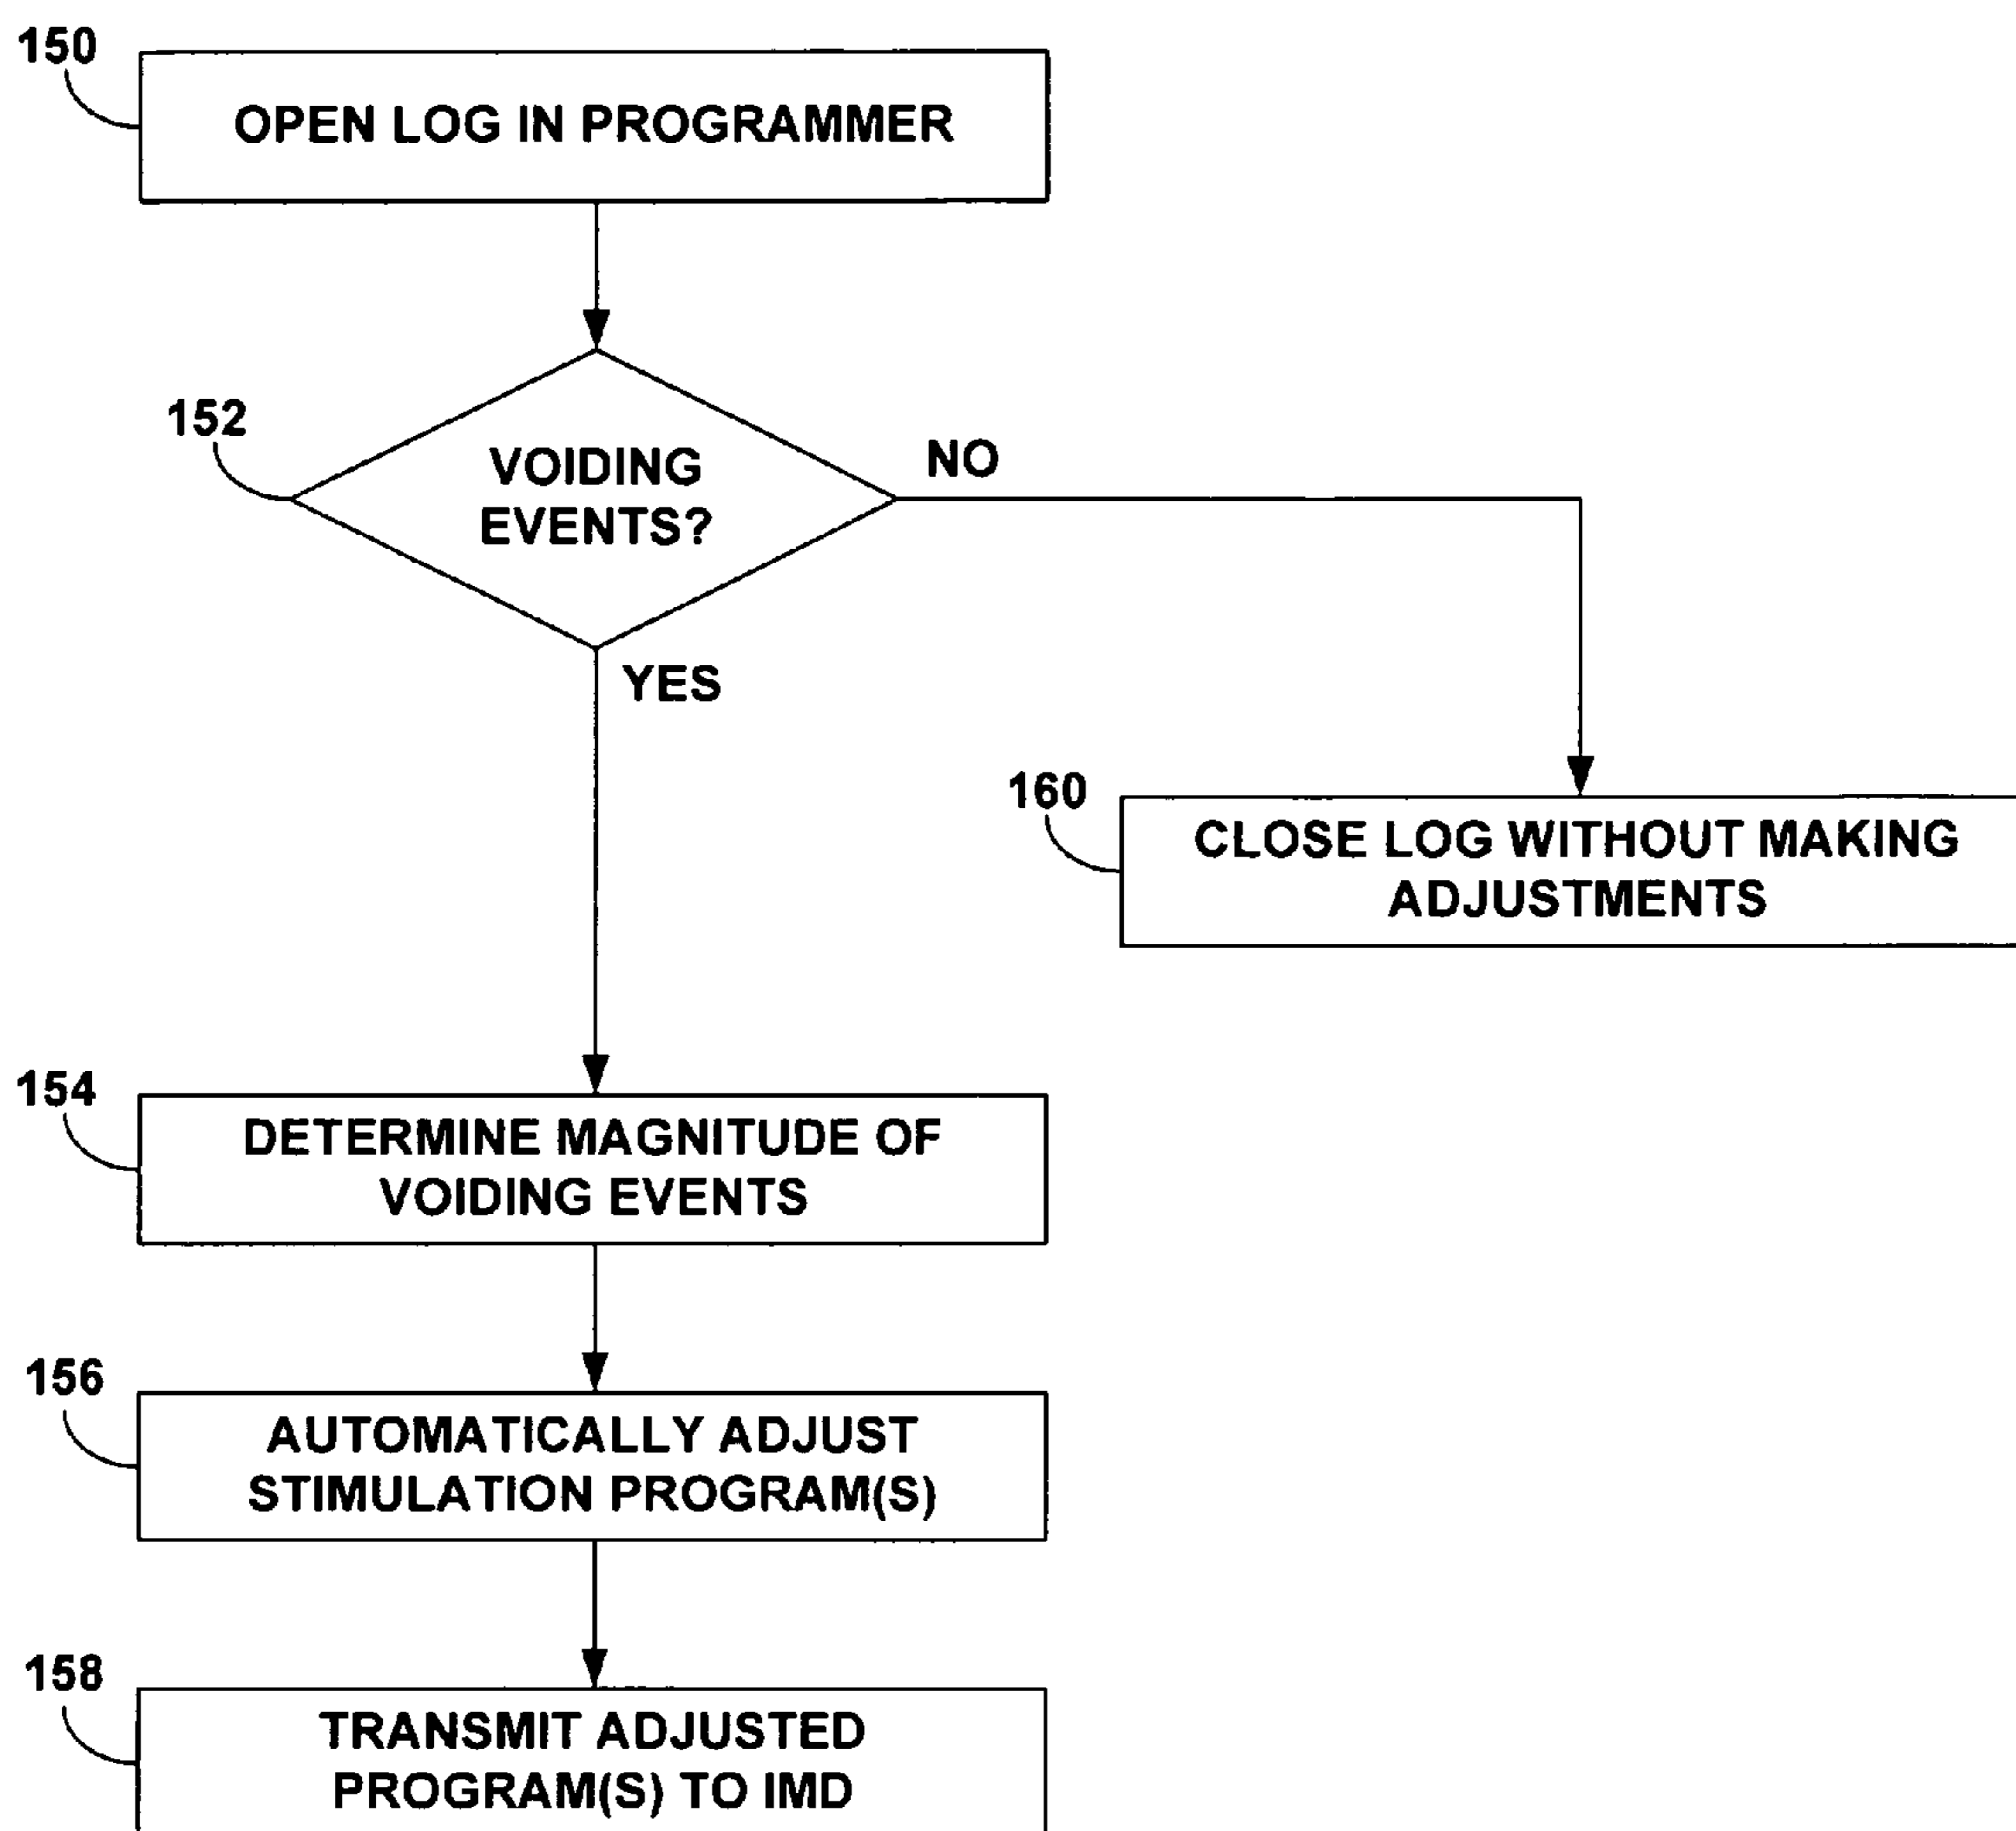 150
OPEN LOG IN PROGRAMMER
152
VOIDING
EVENTS?
NO
YES
160
CLOSE LOG WITHOUT MAKING
ADJUSTMENTS
154
DETERMINE MAGNITUDE OF
VOIDING EVENTS
156
AUTOMATICALLY ADJUST
STIMULATION PROGRAM(S)
158
TRANSMIT ADJUSTED
PROGRAM(S) TO IMD